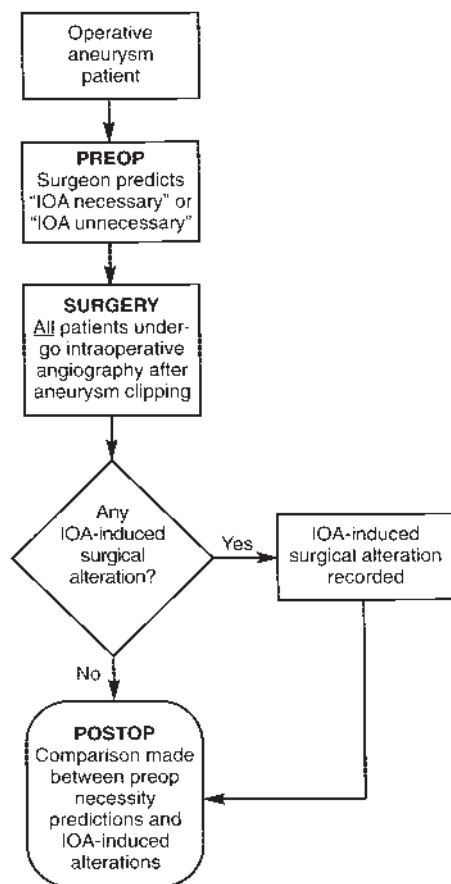 Operative
aneurysm
patient
PREOP
Surgeon predicts
“IOA necessary” or
“IOA unnecessary”
SURGERY
All patients under-
go intraoperative
angiography after
aneurysm clipping
Any
IOA-induced
surgical
alteration?
Yes
IOA-induced
surgical alteration
recorded
No
POSTOP
Comparison made
between preop
necessity
predictions and
IOA-induced
alterations